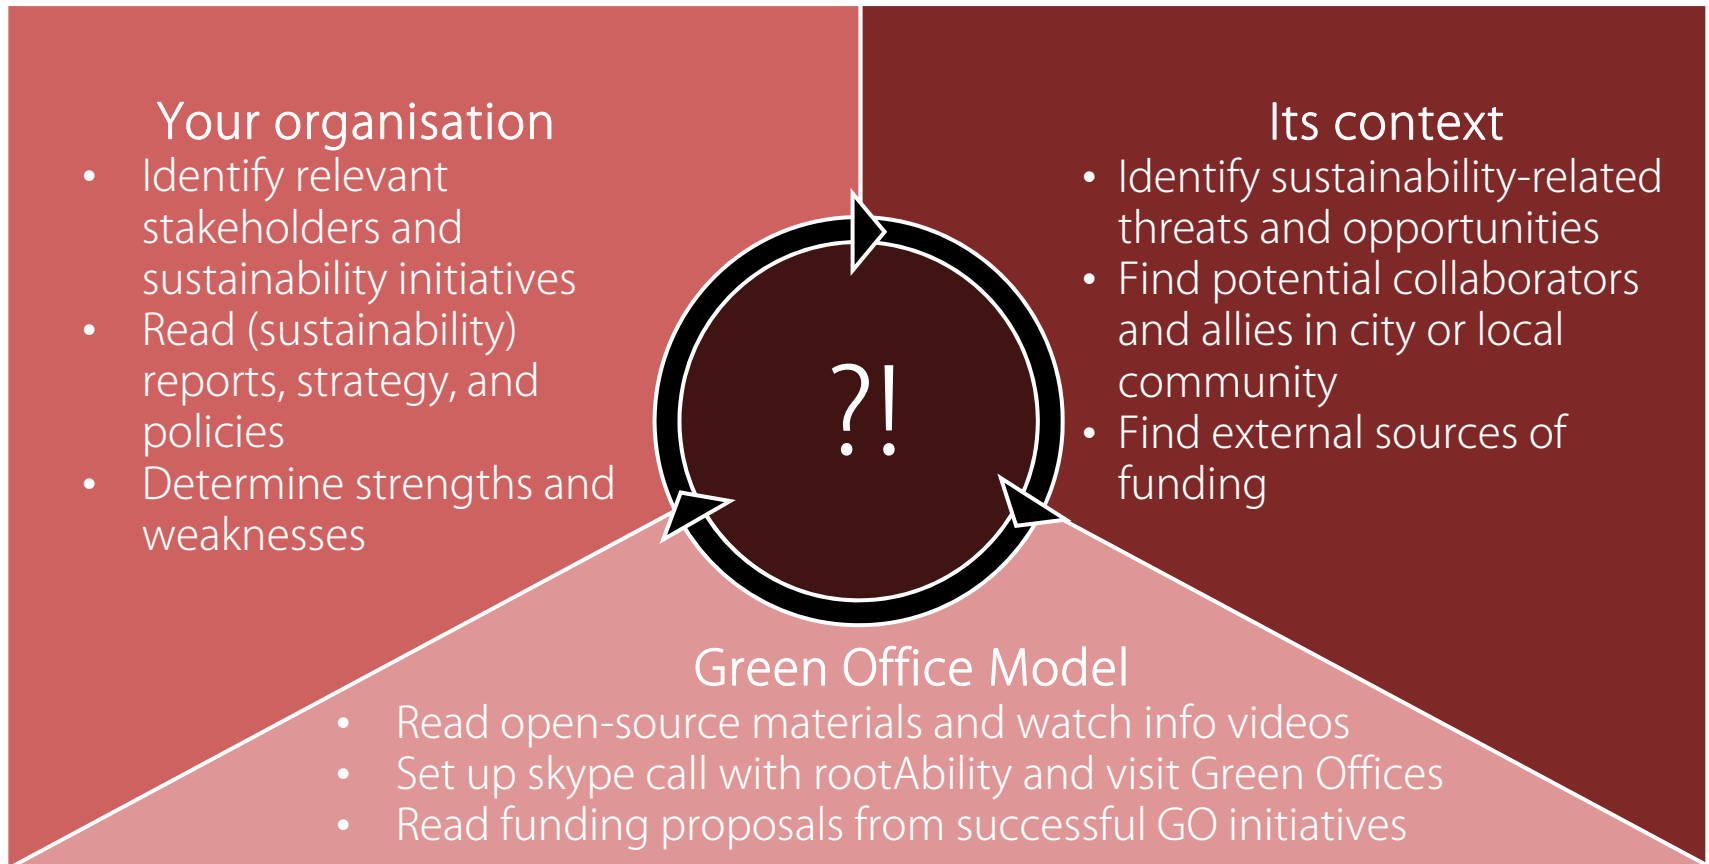 Your organisation
• Identify relevant
stakeholders and
sustainability initiatives
• Read (sustainability)
reports, strategy, and
policies
• Determine strengths and
weaknesses
Its context
• Identify sustainability-related
threats and opportunities
• Find potential collaborators
and allies in city or local
community
• Find external sources of
funding
?!
Green Office Model
• Read open-source materials and watch info videos
• Set up skype call with rootAbility and visit Green Offices
• Read funding proposals from successful GO initiatives